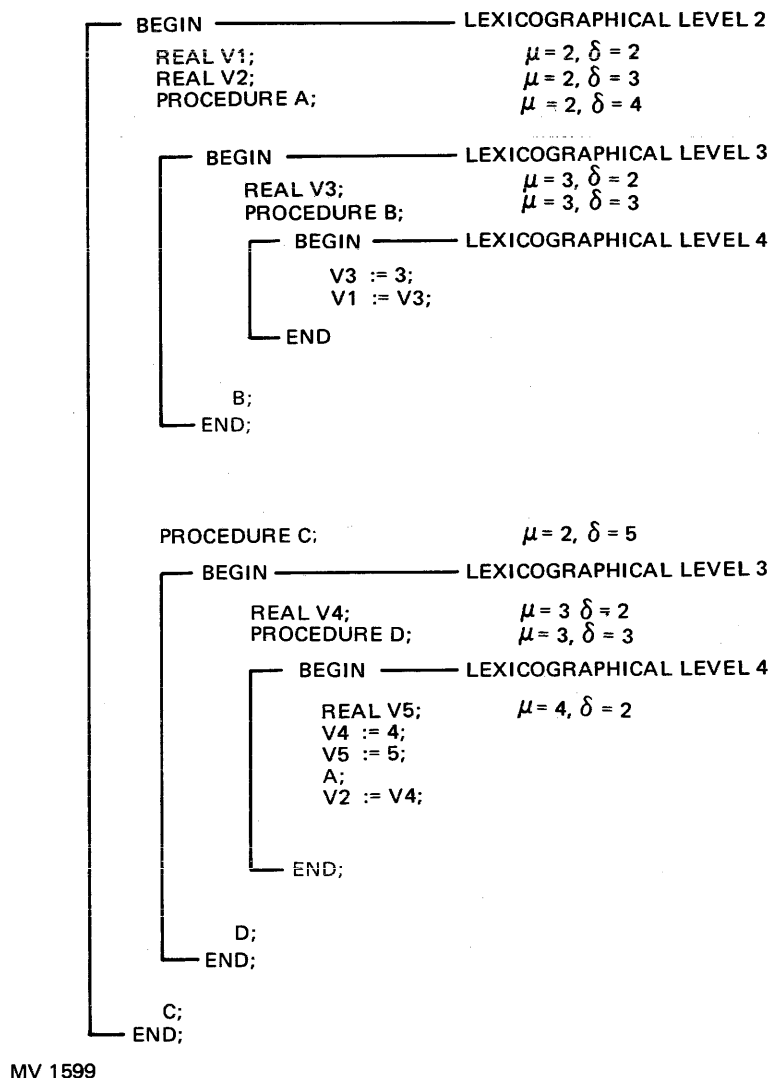 BEGIN LEXICOGRAPHICAL LEVEL 2
REAL V1; μ = 2, δ = 2
REAL V2; μ = 2, δ = 3
PROCEDURE A; μ = 2, δ = 4
BEGIN LEXICOGRAPHICAL LEVEL 3
REAL V3; μ = 3, δ = 2
PROCEDURE B; μ = 3, δ = 3
BEGIN LEXICOGRAPHICAL LEVEL 4
V3 := 3;
V1 := V3;
END
B;
END;
PROCEDURE C; μ = 2, δ = 5
BEGIN LEXICOGRAPHICAL LEVEL 3
REAL V4; μ = 3 δ = 2
PROCEDURE D; μ = 3, δ = 3
BEGIN LEXICOGRAPHICAL LEVEL 4
REAL V5; μ = 4, δ = 2
V4 := 4;
V5 := 5;
A;
V2 := V4;
END;
D;
END;
C;
END;
MV 1599